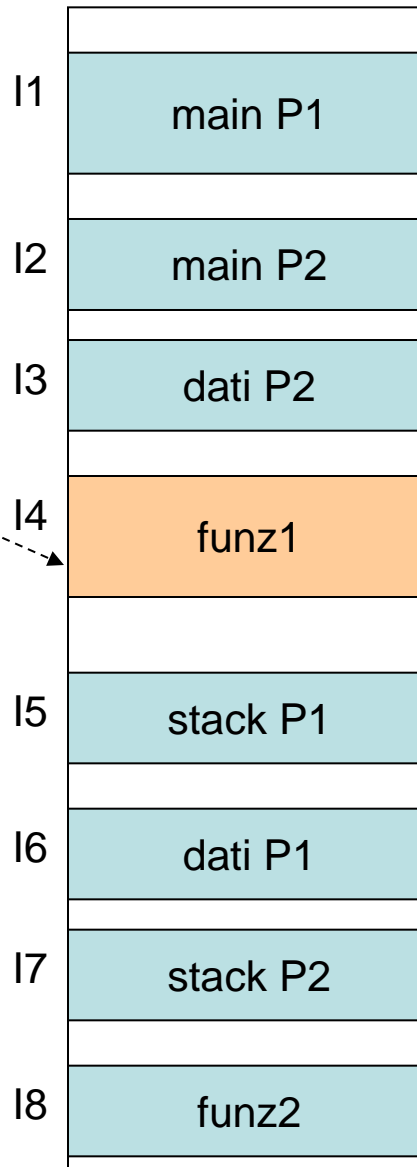 I1
main P1
I2
main P2
I3
dati P2
I4
funz1
I5
stack P1
I6
dati P1
I7
stack P2
I8
funz2